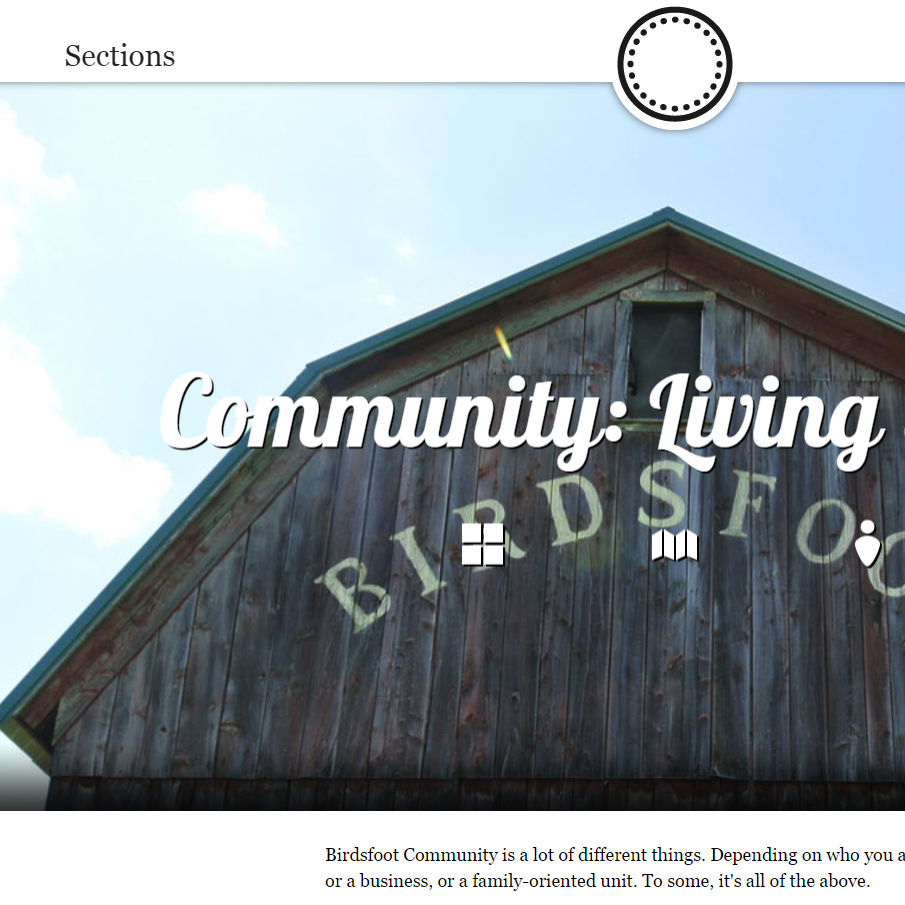 Sections
Community: Living
BIRDSFO
Birdsfoot Community is a lot of different things. Depending on who you a
or a business, or a family-oriented unit. To some, it's all of the above.